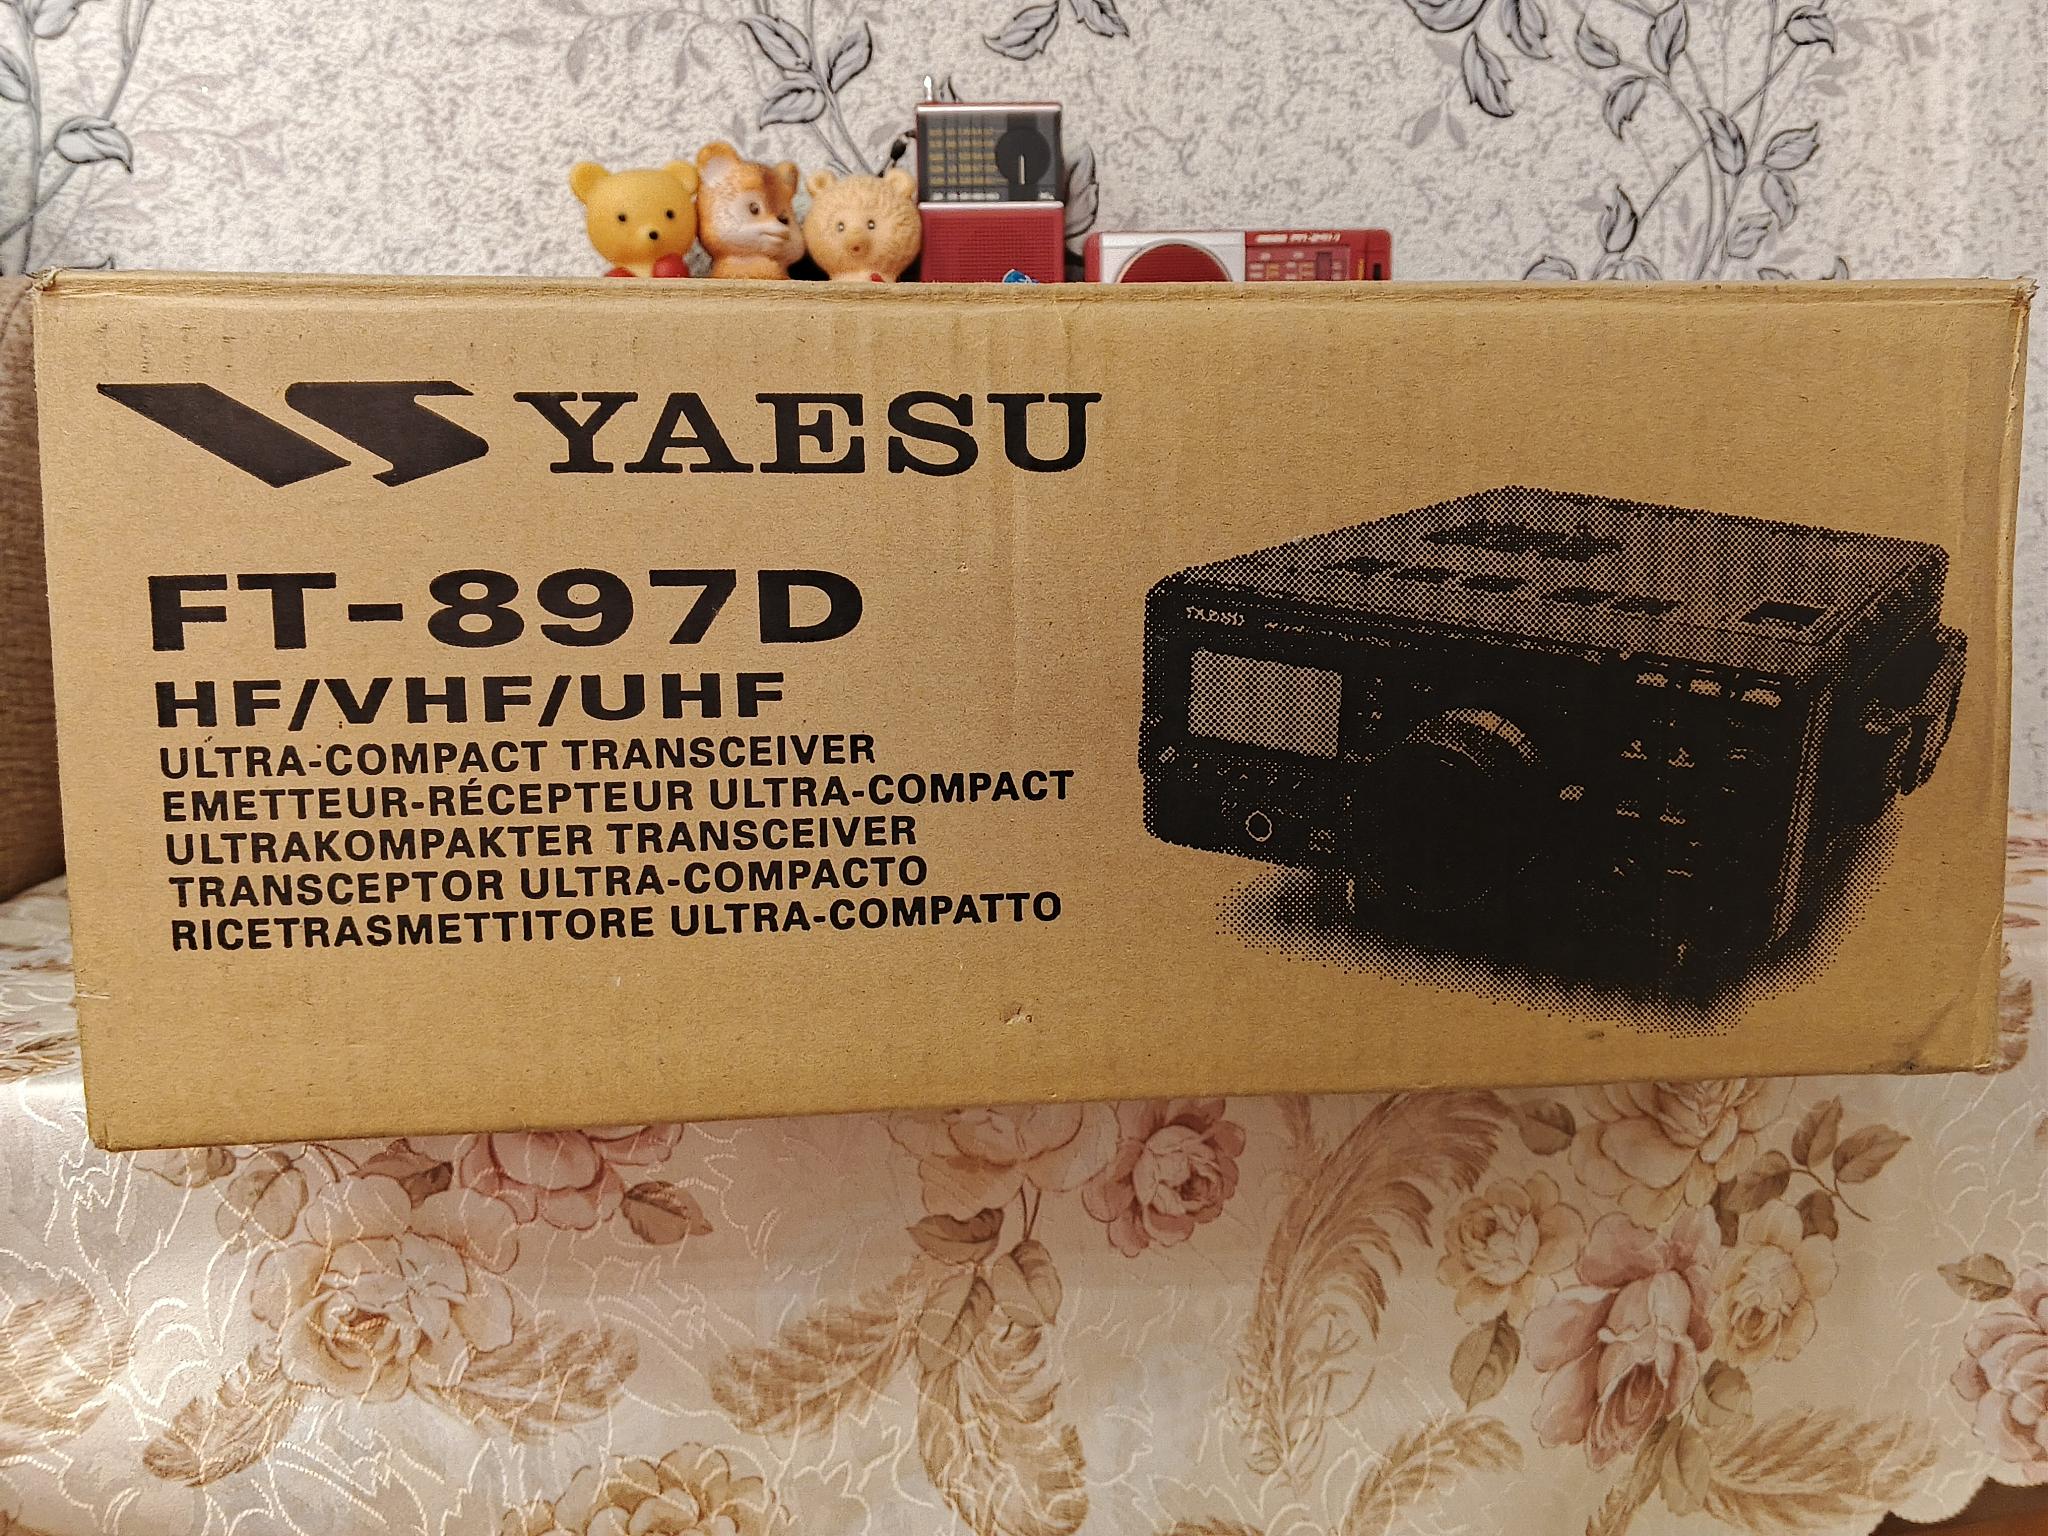 YAESU
FT-897D
HF/VHF/UHF
ULTRA-COMPACT TRANSCEIVER
EMETTEUR-RÉCEPTEUR ULTRA-COMPACT
ULTRAKOMPAKTER TRANSCEIVER
TRANSCEPTOR ULTRA-COMPACTO
RICETRASMETTITORE ULTRA-COMPATTO